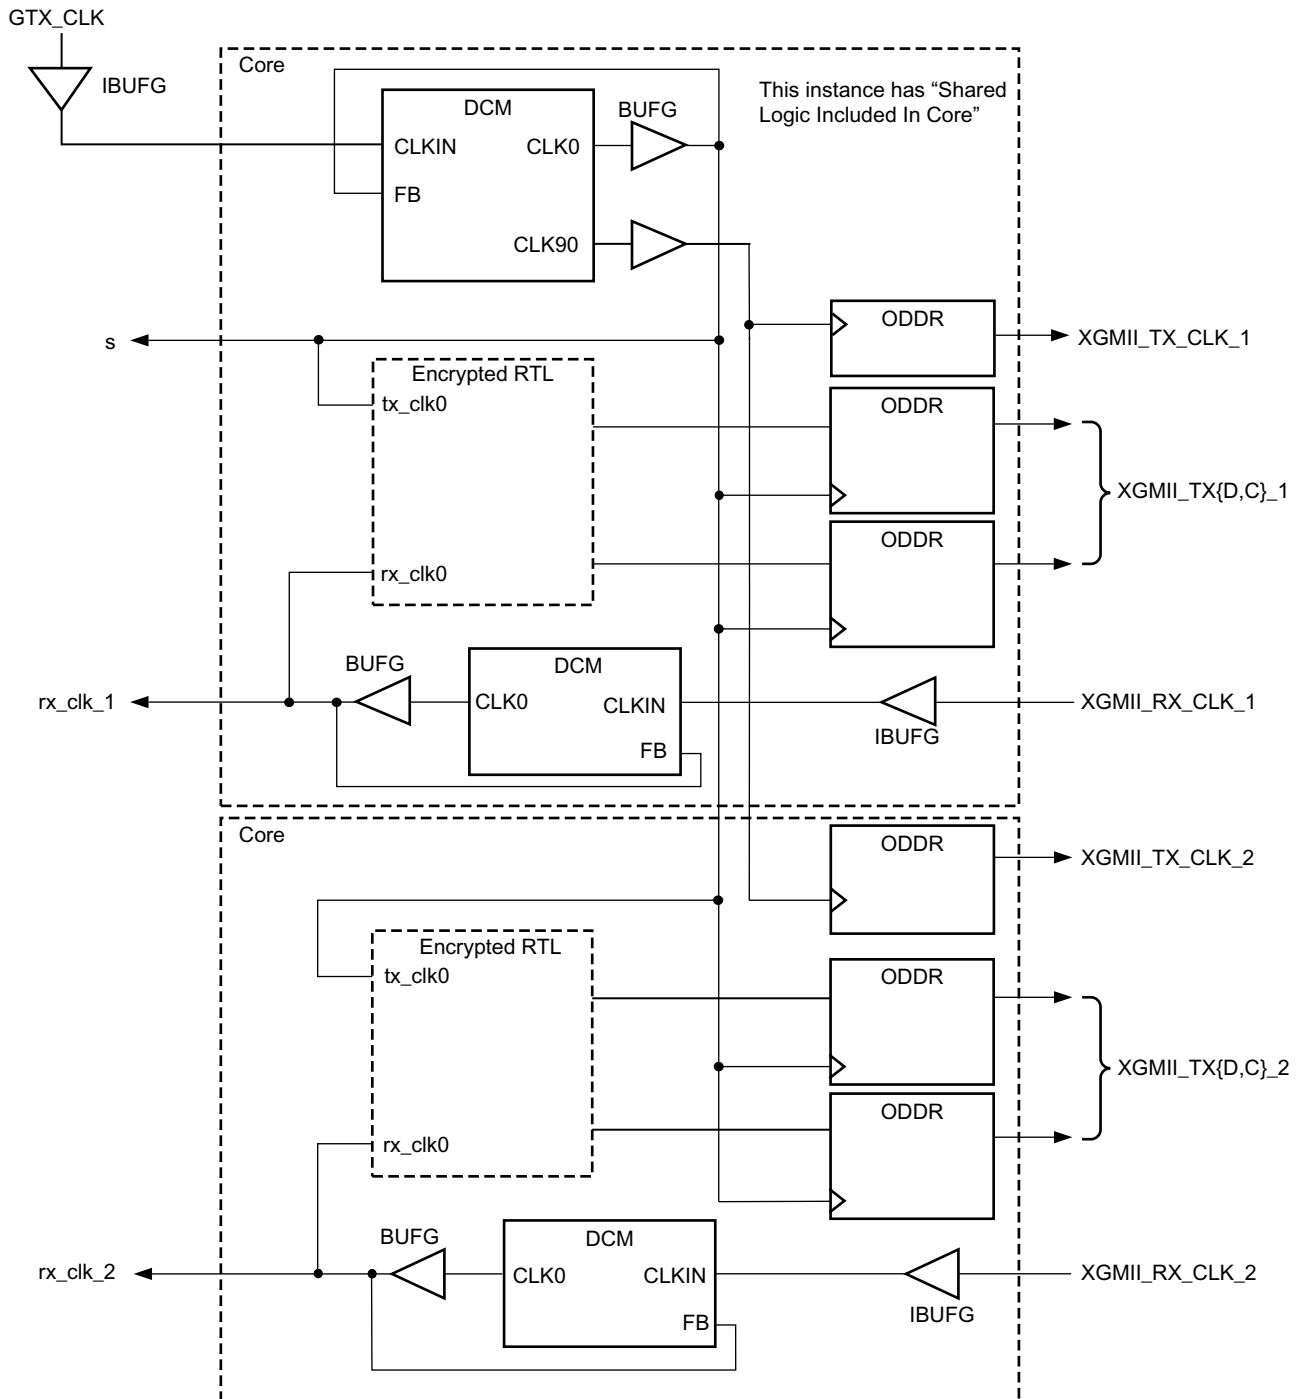 GTX_CLK
IBUFG
Core
This instance has “Shared
Logic Included In Core”
DCM
BUFG
CLKIN
CLK0
FB
CLK90
ODDR
XGMII_TX_CLK_1
s
Encrypted RTL
tx_clk0
ODDR
XGMII_TX{D,C}_1
ODDR
rx_clk0
BUFG
DCM
rx_clk_1
CLK0
CLKIN
XGMII_RX_CLK_1
IBUFG
FB
Core
ODDR
XGMII_TX_CLK_2
Encrypted RTL
tx_clk0
ODDR
XGMII_TX{D,C}_2
ODDR
rx_clk0
BUFG
DCM
rx_clk_2
CLK0
CLKIN
XGMII_RX_CLK_2
IBUFG
FB